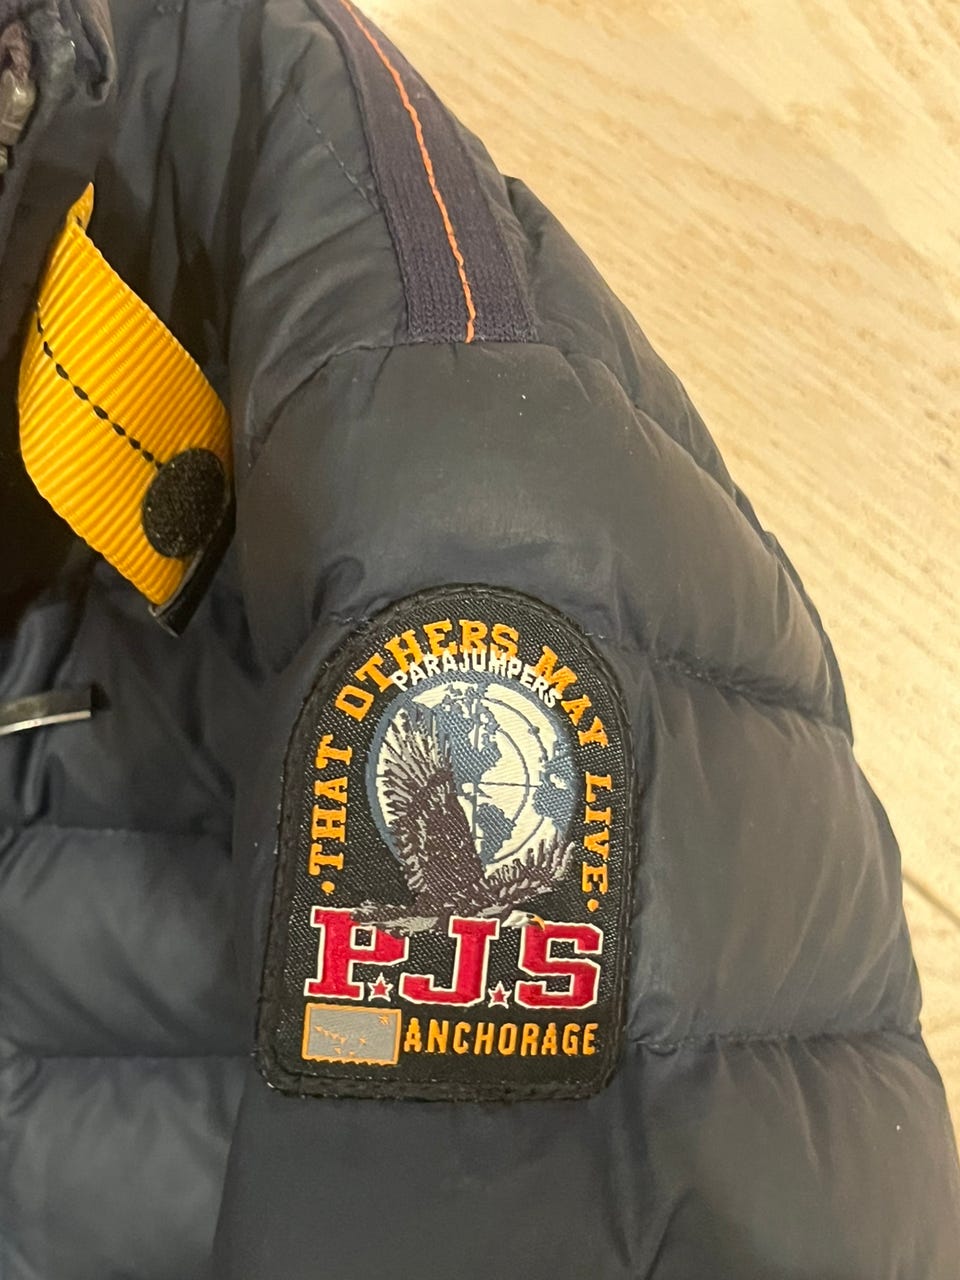 ·THAT OTHERS MAY LIVE·
PARAJUMPERS
P.J.S
ANCHORAGE